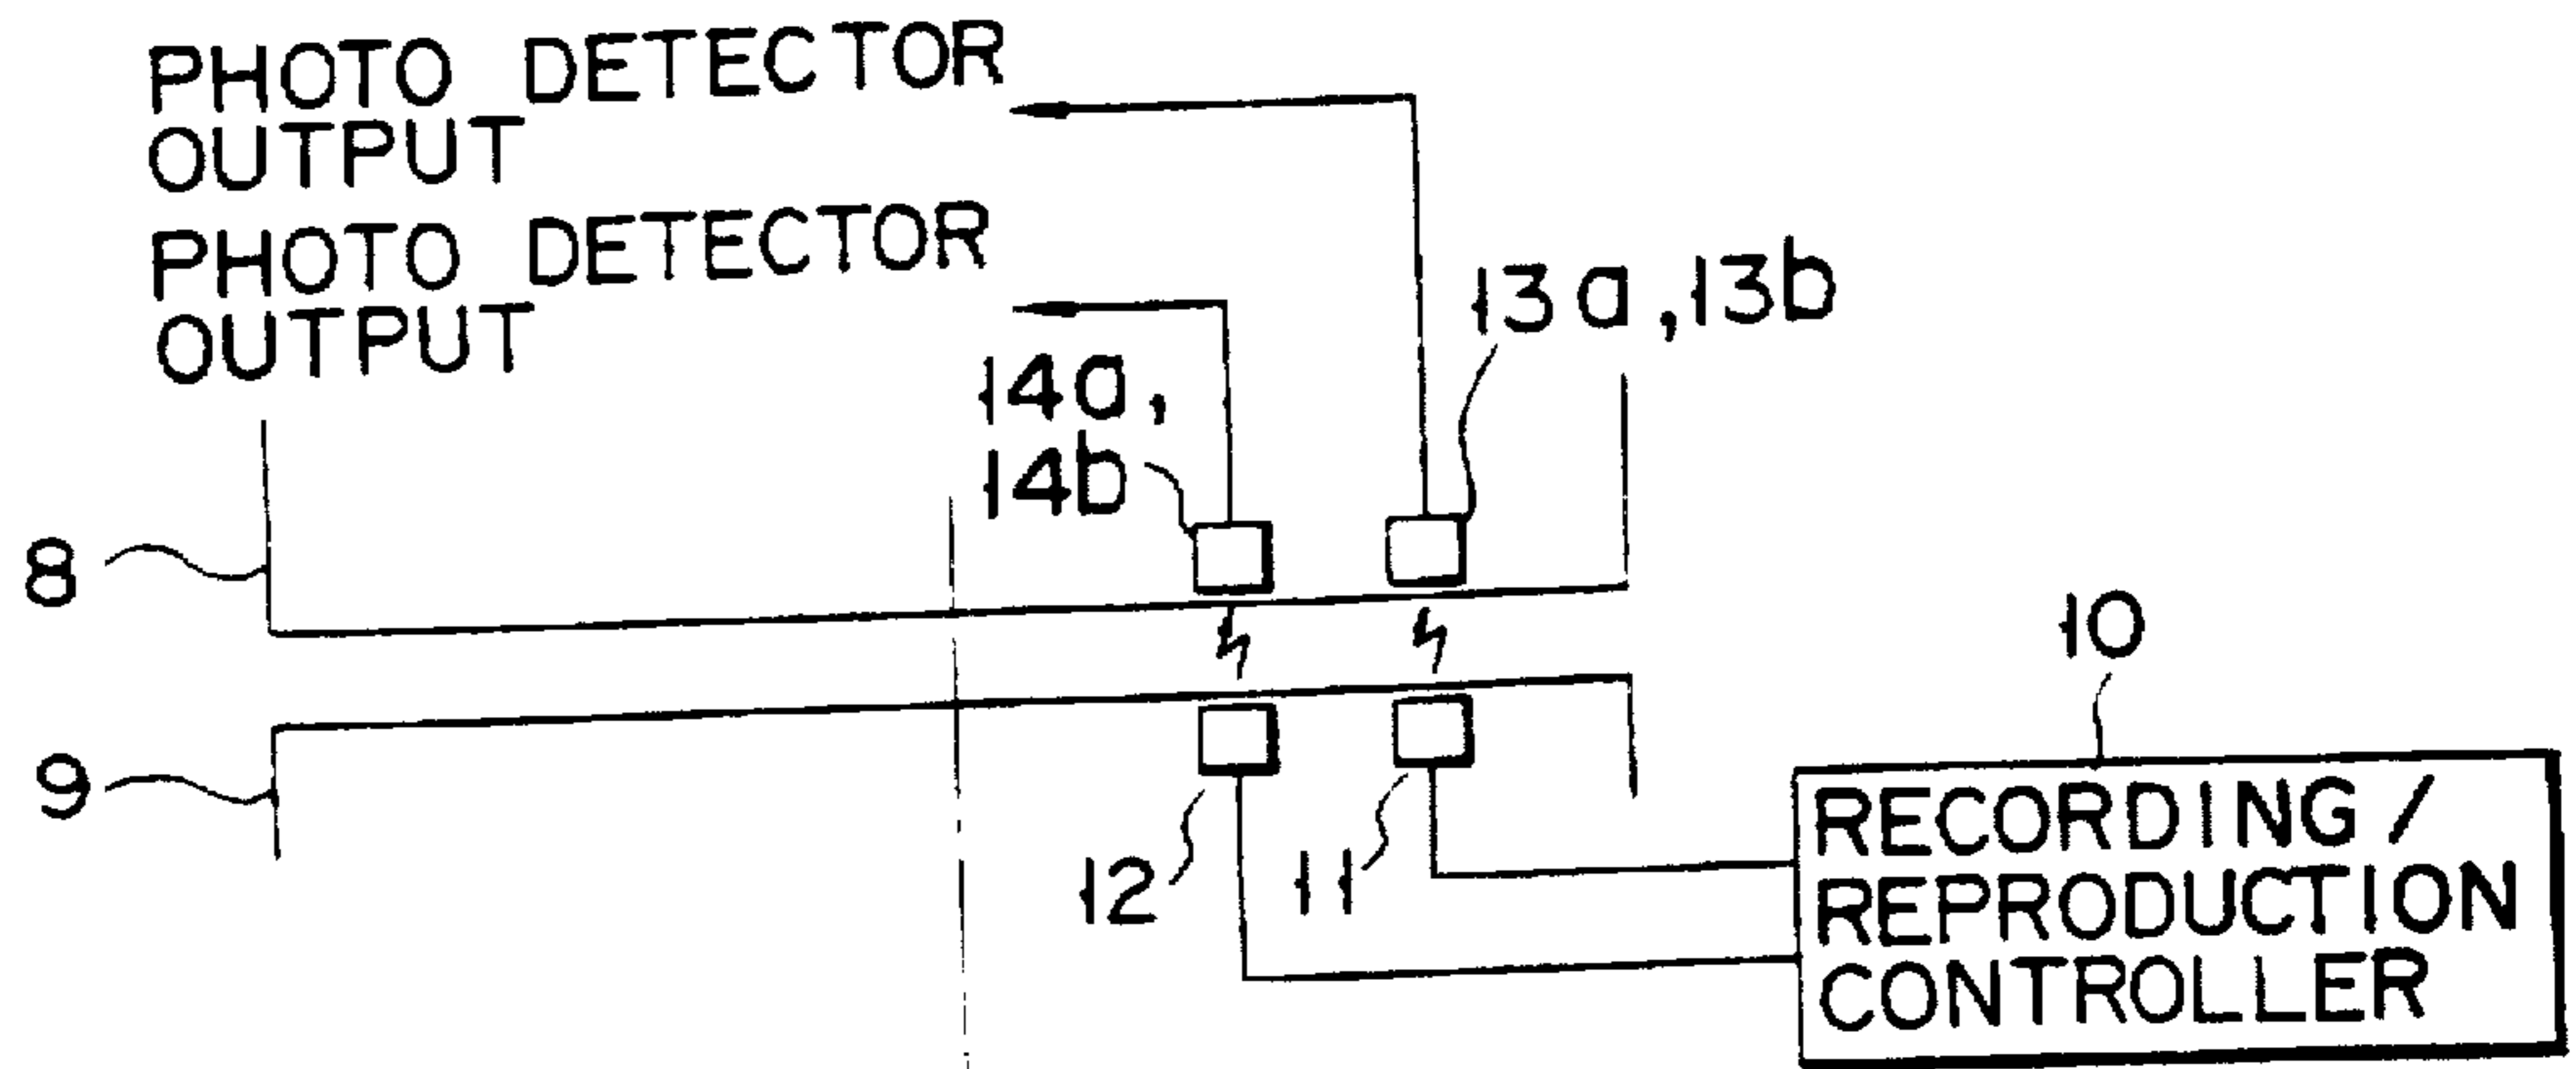 PHOTO DETECTOR
OUTPUT
PHOTO DETECTOR
OUTPUT
13a, 13b
14a,
14b
8
10
9
12
11
RECORDING /
REPRODUCTION
CONTROLLER